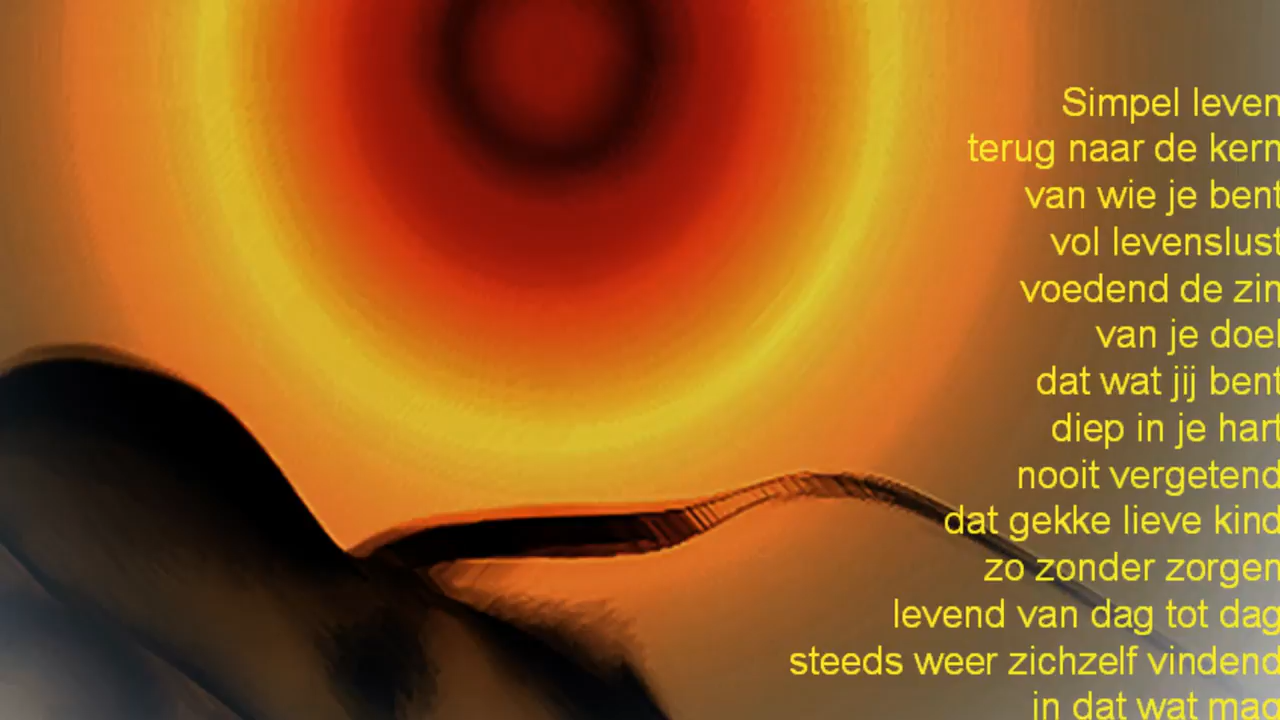 Simpel leven
terug naar de kern
van wie je bent
vol levenslust
voedend de zin
van je doel
dat wat jij bent
diep in je hart
nooit vergetend
dat gekke lieve kind
zo zonder zorgen
levend van dag tot dag
steeds weer zichzelf vindend
in dat wat mag